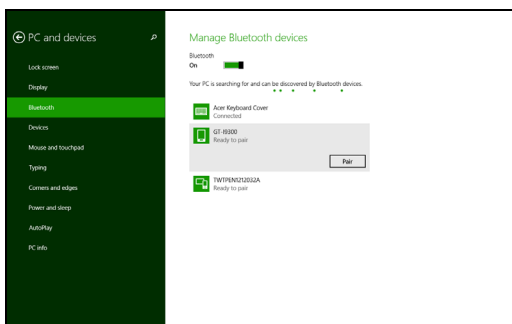 PC and devices
Lock screen
Display
Bluetooth
Devices
Mouse and touchpad
Typing
Corners and edges
Power and sleep
AutoPlay
PC info
Manage Bluetooth devices
Bluetooth
On
Your PC is searching for and can be discovered by Bluetooth devices.
Acer Keyboard Cover
Connected
GT-I9300
Ready to pair
Pair
TWTPEN1212032A
Ready to pair